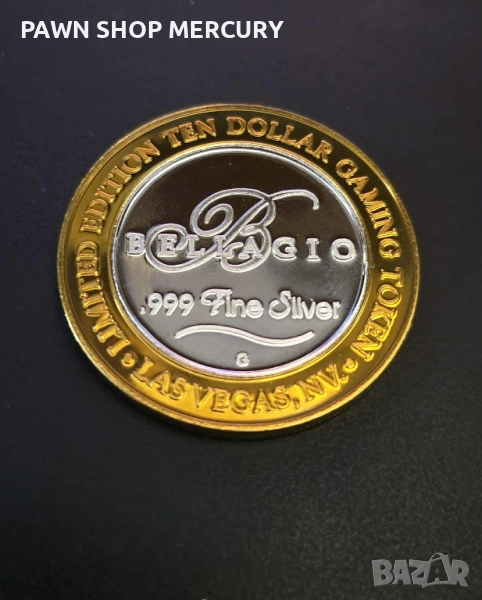 PAWN SHOP MERCURY
LIMITED EDITION TEN DOLLAR GAMING TOKEN
B
BELLAGIO
.999 Fine Silver
G
LAS VEGAS, NV.
BAZAR